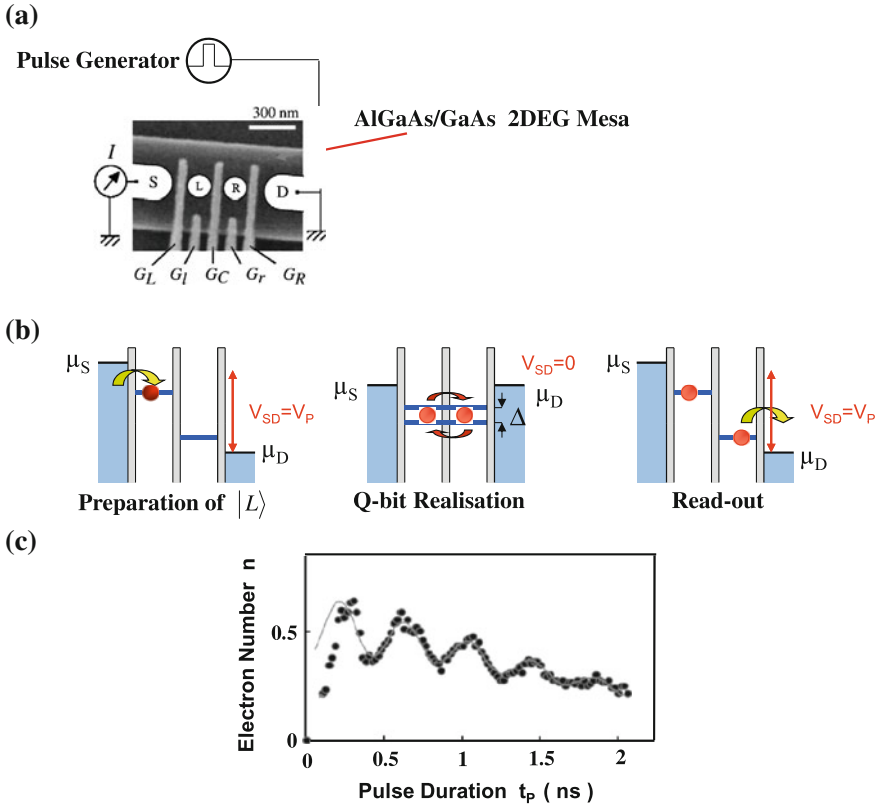 (a)
Pulse Generator
300 nm
AlGaAs/GaAs 2DEG Mesa
I
S
L
R
D
G_L G_l G_C G_r G_R
(b)
μ_S
V_SD=V_P
μ_D
Preparation of |L⟩
μ_S
V_SD=0
μ_D
Δ
Q-bit Realisation
μ_S
V_SD=V_P
μ_D
Read-out
(c)
Electron Number n
0.5
0
0 0.5 1 1.5 2
Pulse Duration t_P ( ns )